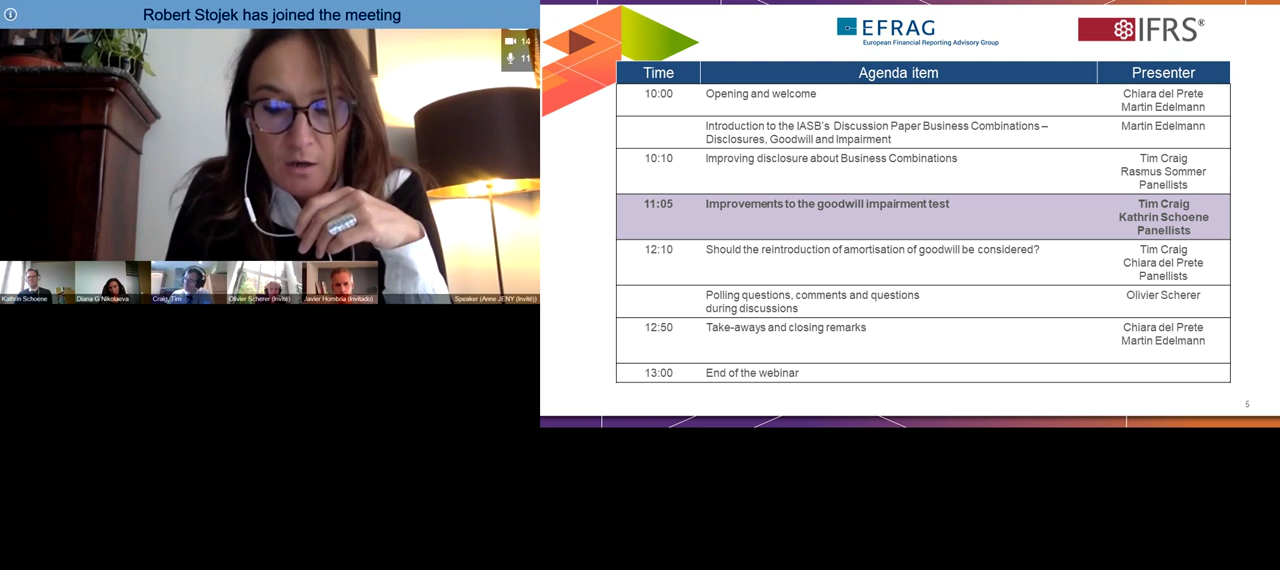 Robert Stojek has joined the meeting
14
11
Kathrin Schoene
Diana G Nikolaeva
Craig, Tim
Olivier Scherer (Invité)
Javier Hombria (Invitado)
Speaker (Anne JENY (Invité))
EFRAG
European Financial Reporting Advisory Group
IFRS®
Time Agenda item Presenter
10:00 Opening and welcome Chiara del Prete
Martin Edelmann
Introduction to the IASB's Discussion Paper Business Combinations – Martin Edelmann
Disclosures, Goodwill and Impairment
10:10 Improving disclosure about Business Combinations Tim Craig
Rasmus Sommer
Panellists
11:05 Improvements to the goodwill impairment test Tim Craig
Kathrin Schoene
Panellists
12:10 Should the reintroduction of amortisation of goodwill be considered? Tim Craig
Chiara del Prete
Panellists
Polling questions, comments and questions Olivier Scherer
during discussions
12:50 Take-aways and closing remarks Chiara del Prete
Martin Edelmann
13:00 End of the webinar
5